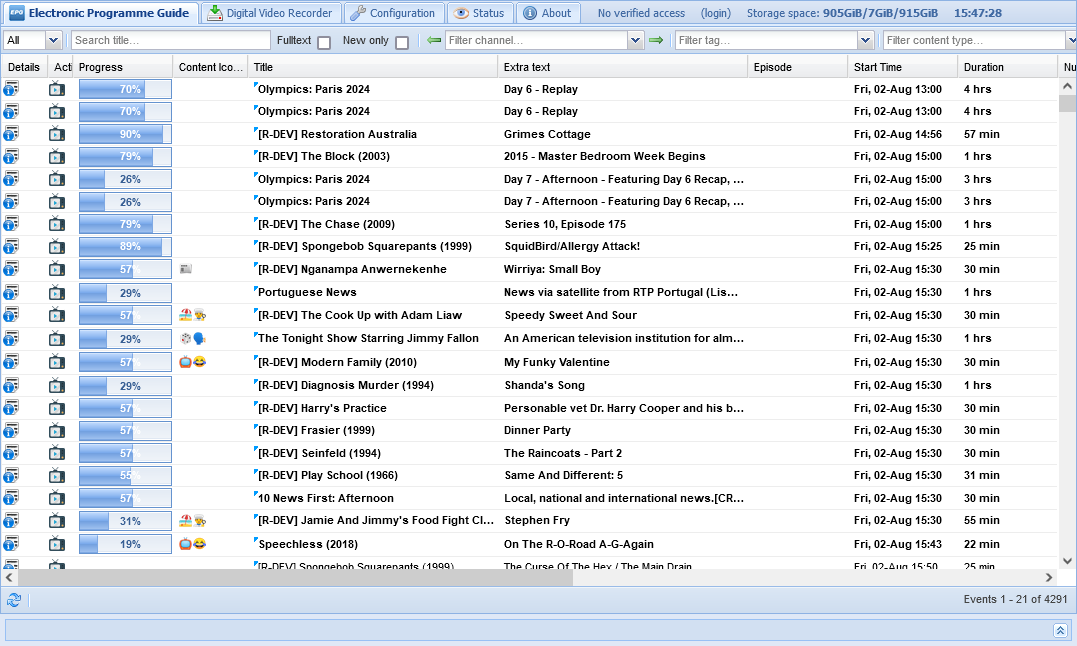 EPG Electronic Programme Guide Digital Video Recorder Configuration Status About No verified access (login) Storage space: 905GiB/7GiB/915GiB 15:47:28
All Search title... Fulltext New only Filter channel... Filter tag... Filter content type...
Details Acti Progress Content Ico... Title Extra text Episode Start Time Duration Nu
70% Olympics: Paris 2024 Day 6 - Replay Fri, 02-Aug 13:00 4 hrs
70% Olympics: Paris 2024 Day 6 - Replay Fri, 02-Aug 13:00 4 hrs
90% [R-DEV] Restoration Australia Grimes Cottage Fri, 02-Aug 14:56 57 min
79% [R-DEV] The Block (2003) 2015 - Master Bedroom Week Begins Fri, 02-Aug 15:00 1 hrs
26% Olympics: Paris 2024 Day 7 - Afternoon - Featuring Day 6 Recap, ... Fri, 02-Aug 15:00 3 hrs
26% Olympics: Paris 2024 Day 7 - Afternoon - Featuring Day 6 Recap, ... Fri, 02-Aug 15:00 3 hrs
79% [R-DEV] The Chase (2009) Series 10, Episode 175 Fri, 02-Aug 15:00 1 hrs
89% [R-DEV] Spongebob Squarepants (1999) SquidBird/Allergy Attack! Fri, 02-Aug 15:25 25 min
57% [R-DEV] Nganampa Anwernekenhe Wirriya: Small Boy Fri, 02-Aug 15:30 30 min
29% Portuguese News News via satellite from RTP Portugal (Lis... Fri, 02-Aug 15:30 1 hrs
57% [R-DEV] The Cook Up with Adam Liaw Speedy Sweet And Sour Fri, 02-Aug 15:30 30 min
29% The Tonight Show Starring Jimmy Fallon An American television institution for alm... Fri, 02-Aug 15:30 1 hrs
57% [R-DEV] Modern Family (2010) My Funky Valentine Fri, 02-Aug 15:30 30 min
29% [R-DEV] Diagnosis Murder (1994) Shanda's Song Fri, 02-Aug 15:30 1 hrs
57% [R-DEV] Harry's Practice Personable vet Dr. Harry Cooper and his b... Fri, 02-Aug 15:30 30 min
57% [R-DEV] Frasier (1999) Dinner Party Fri, 02-Aug 15:30 30 min
57% [R-DEV] Seinfeld (1994) The Raincoats - Part 2 Fri, 02-Aug 15:30 30 min
55% [R-DEV] Play School (1966) Same And Different: 5 Fri, 02-Aug 15:30 31 min
57% 10 News First: Afternoon Local, national and international news.[CR... Fri, 02-Aug 15:30 30 min
31% [R-DEV] Jamie And Jimmy's Food Fight Cl... Stephen Fry Fri, 02-Aug 15:30 55 min
19% Speechless (2018) On The R-O-Road A-G-Again Fri, 02-Aug 15:43 22 min
[R-DEV] Spongebob Squarepants (1999) The Curse Of The Hex / The Main Drain Fri, 02-Aug 15:50 25 min
Events 1 - 21 of 4291